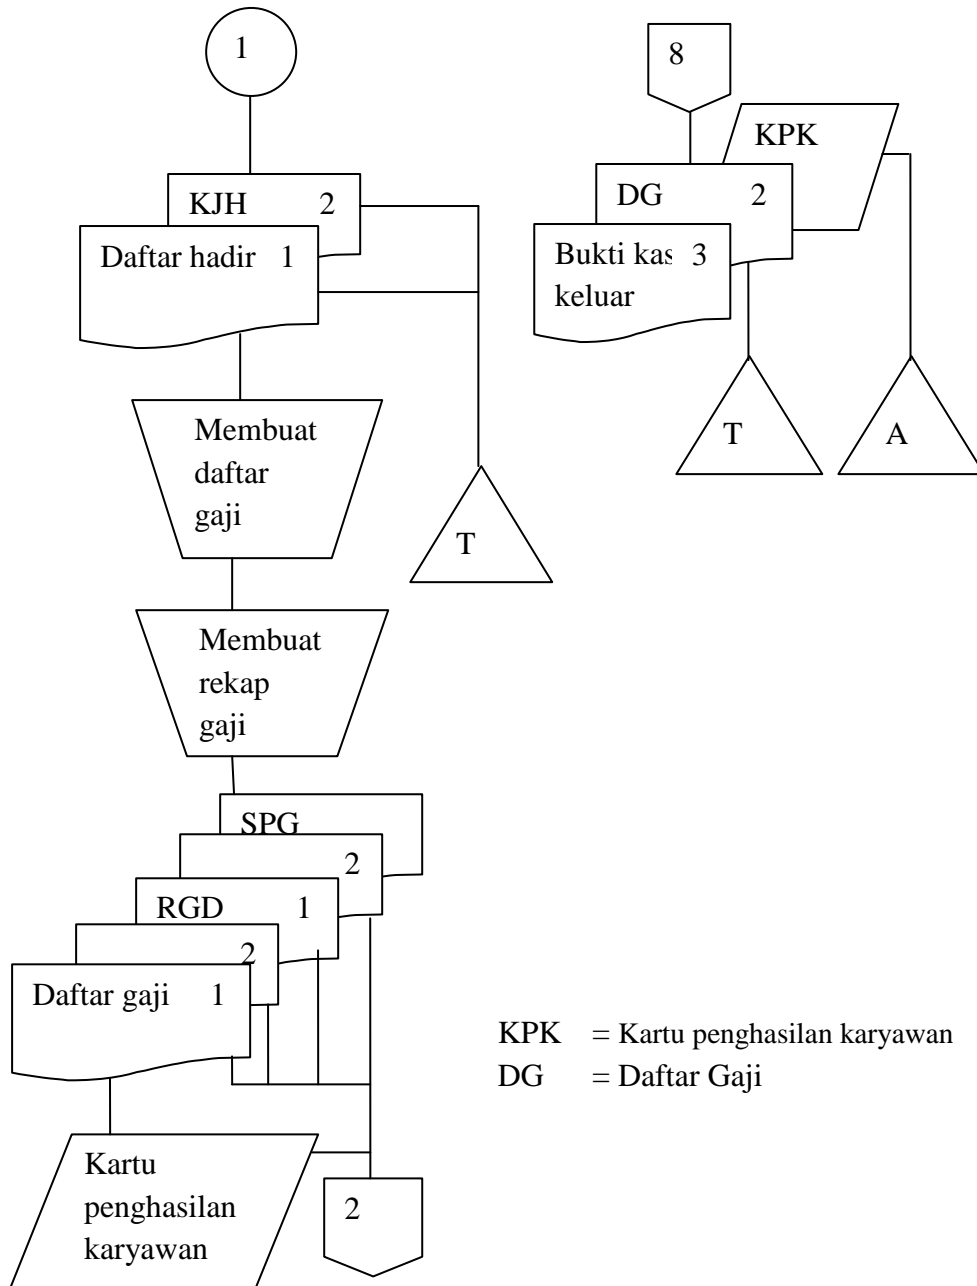 1
KJH 2
Daftar hadir 1
Membuat
daftar
gaji
T
Membuat
rekap
gaji
SPG
2
RGD 1
2
Daftar gaji 1
Kartu
penghasilan
karyawan
2
8
KPK
DG 2
Bukti kas 3
keluar
T
A
KPK = Kartu penghasilan karyawan
DG = Daftar Gaji